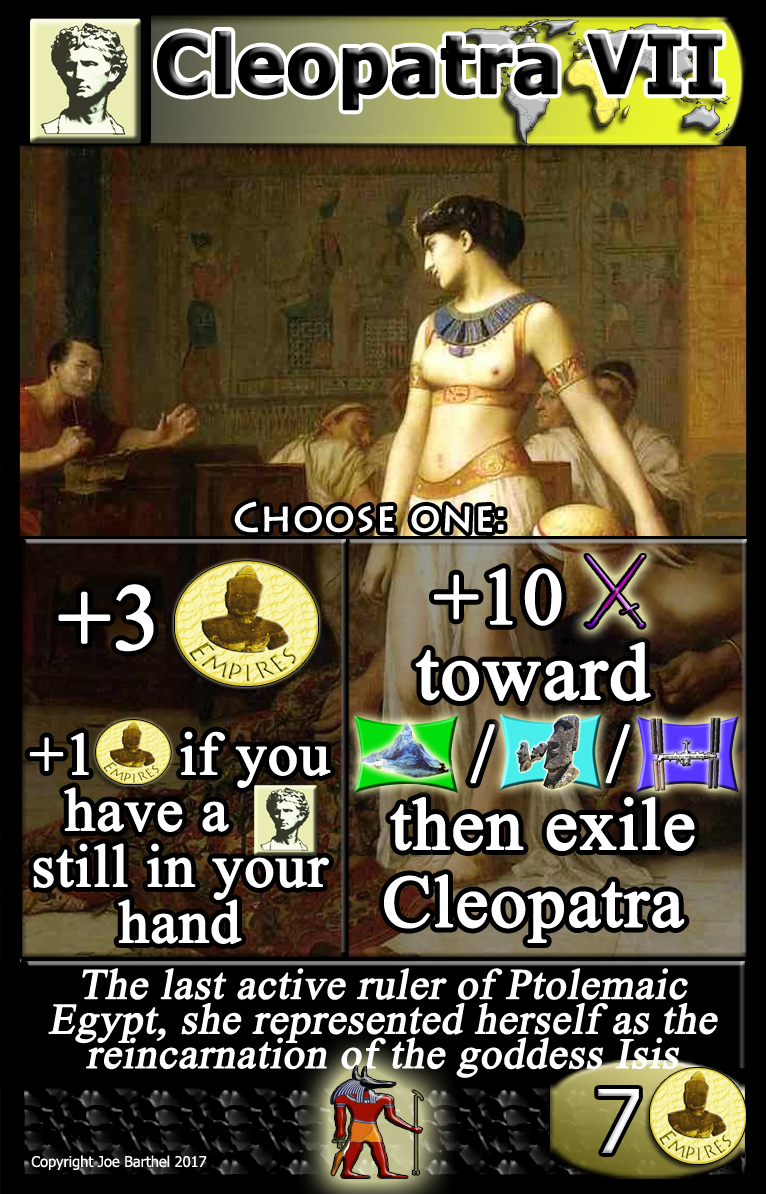 Cleopatra VII
CHOOSE ONE:
+3
EMPIRES
+1 EMPIRES if you
have a
still in your
hand
+10
toward
/ /
then exile
Cleopatra
The last active ruler of Ptolemaic
Egypt, she represented herself as the
reincarnation of the goddess Isis
7
EMPIRES
Copyright Joe Barthel 2017